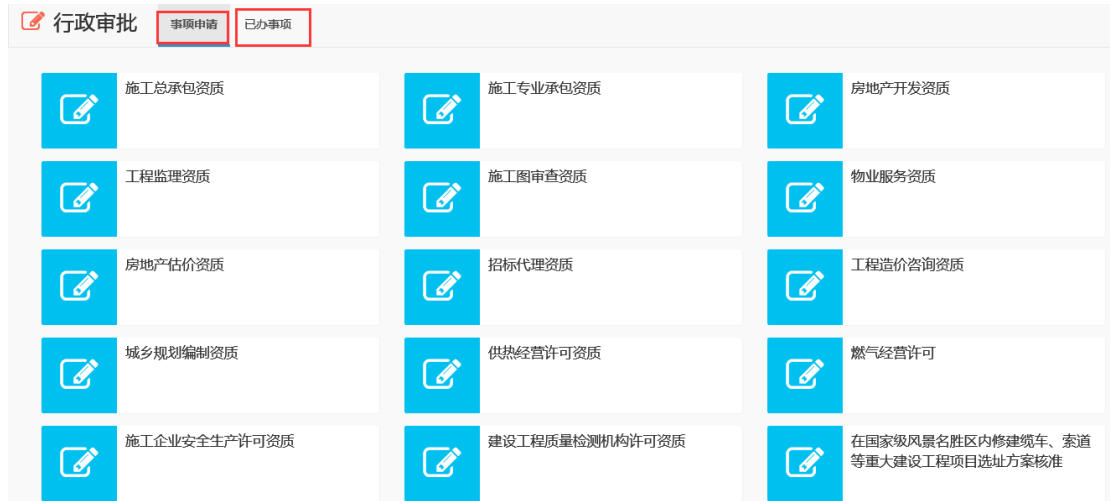 行政审批 事项申请 已办事项
施工总承包资质 施工专业承包资质 房地产开发资质
工程监理资质 施工图审查资质 物业服务资质
房地产估价资质 招标代理资质 工程造价咨询资质
城乡规划编制资质 供热经营许可资质 燃气经营许可
施工企业安全生产许可资质 建设工程质量检测机构许可资质 在国家级风景名胜区内修建缆车、索道
等重大建设工程项目选址方案核准